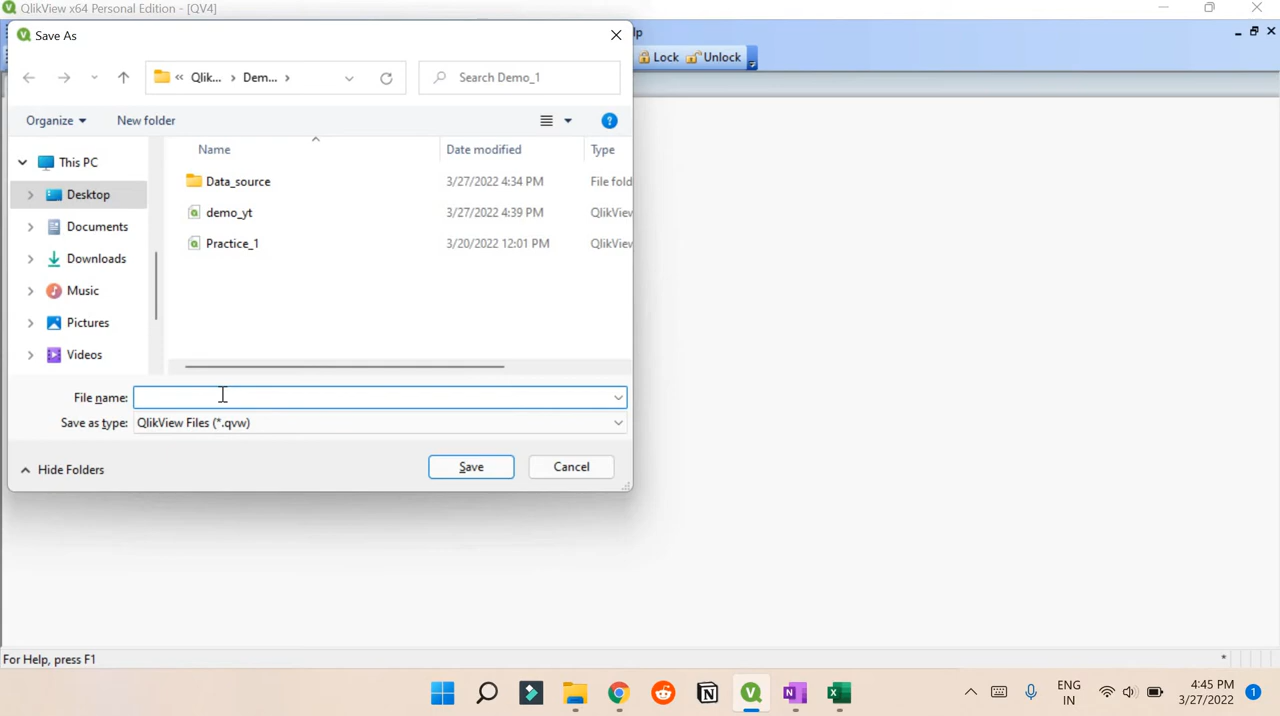 QlikView x64 Personal Edition - [QV4]
Save As
lp
Lock Unlock
Qlik... Dem...
Search Demo_1
Organize New folder
Name Date modified Type
This PC
Desktop
Documents
Downloads
Music
Pictures
Videos
Data_source 3/27/2022 4:34 PM File fold
demo_yt 3/27/2022 4:39 PM QlikView
Practice_1 3/20/2022 12:01 PM QlikView
File name:
Save as type: QlikView Files (*.qvw)
Hide Folders
Save Cancel
For Help, press F1
ENG
IN
4:45 PM
3/27/2022
1